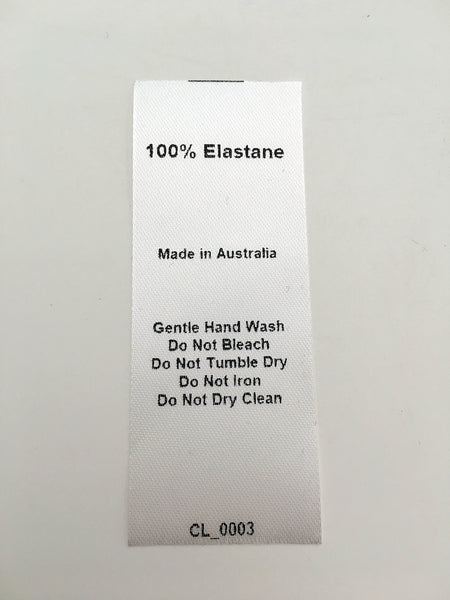 100% Elastane
Made in Australia
Gentle Hand Wash
Do Not Bleach
Do Not Tumble Dry
Do Not Iron
Do Not Dry Clean
CL_0003